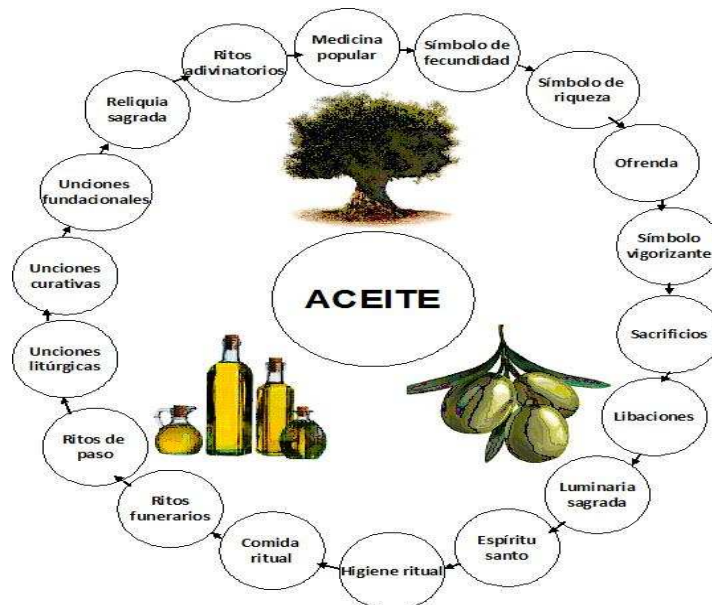 Medicina
popular
Símbolo de
fecundidad
Símbolo de
riqueza
Ofrenda
Símbolo
vigorizante
Sacrificios
Libaciones
Luminaria
sagrada
Espíritu
santo
Higiene ritual
Comida
ritual
Ritos
funerarios
Ritos de
paso
Unciones
litúrgicas
Unciones
curativas
Unciones
fundacionales
Reliquia
sagrada
Ritos
adivinatorios
ACEITE